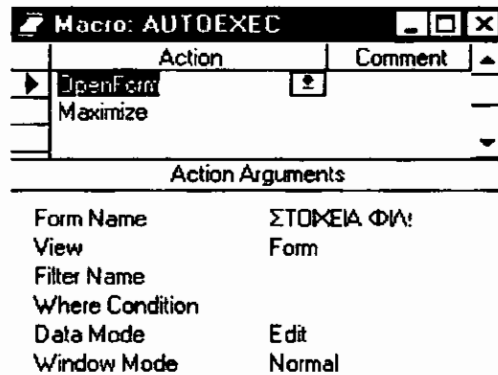 Macro: AUTOEXEC
Action Comment
OpenForm
Maximize
Action Arguments
Form Name ΣΤΟΙΧΕΙΑ
View Form
Filter Name
Where Condition
Data Mode Edit
Window Mode Normal